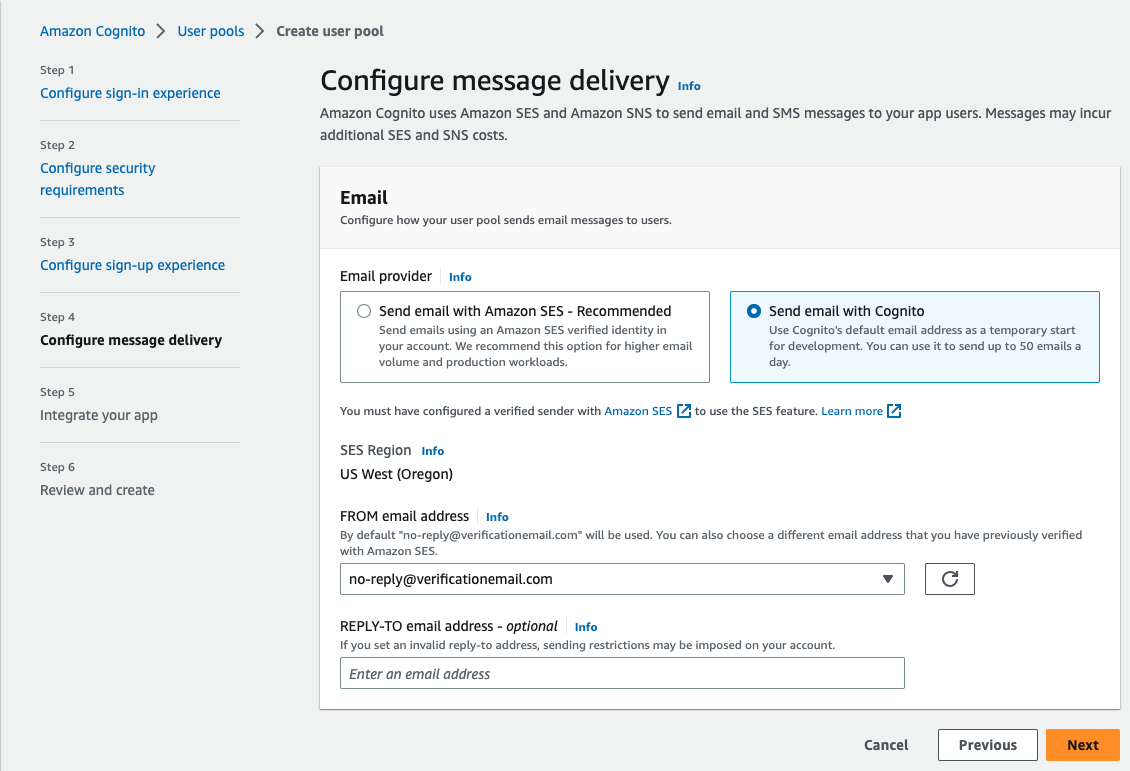 Amazon Cognito > User pools > Create user pool
Step 1
Configure sign-in experience
Step 2
Configure security
requirements
Step 3
Configure sign-up experience
Step 4
Configure message delivery
Step 5
Integrate your app
Step 6
Review and create
Configure message delivery Info
Amazon Cognito uses Amazon SES and Amazon SNS to send email and SMS messages to your app users. Messages may incur
additional SES and SNS costs.
Email
Configure how your user pool sends email messages to users.
Email provider Info
Send email with Amazon SES - Recommended
Send emails using an Amazon SES verified identity in
your account. We recommend this option for higher email
volume and production workloads.
Send email with Cognito
Use Cognito's default email address as a temporary start
for development. You can use it to send up to 50 emails a
day.
You must have configured a verified sender with Amazon SES to use the SES feature. Learn more
SES Region Info
US West (Oregon)
FROM email address Info
By default "no-reply@verificationemail.com" will be used. You can also choose a different email address that you have previously verified
with Amazon SES.
no-reply@verificationemail.com
REPLY-TO email address - optional Info
If you set an invalid reply-to address, sending restrictions may be imposed on your account.
Enter an email address
Cancel Previous Next